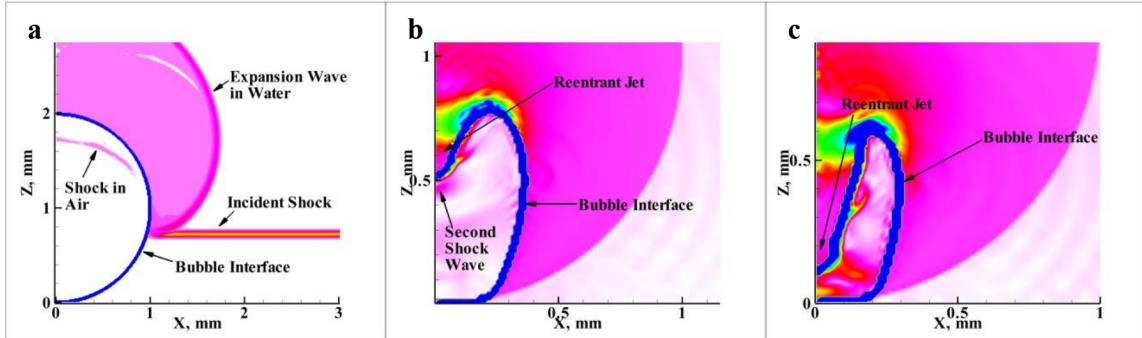 a
Z, mm
2
1
0
0
1
2
3
X, mm
Expansion Wave
in Water
Shock in
Air
Incident Shock
Bubble Interface
b
Z, mm
1
0.5
0
0.5
1
X, mm
Reentrant Jet
Bubble Interface
Second
Shock
Wave
c
Z, mm
0.5
0
0
0.5
1
X, mm
Reentrant Jet
Bubble Interface